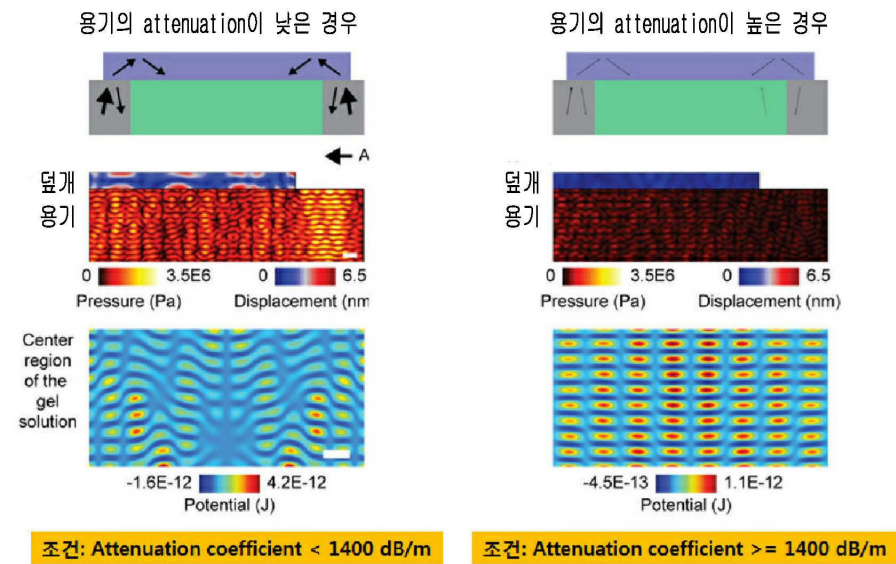 용기의 attenuation이 낮은 경우
용기의 attenuation이 높은 경우
A
덮개
용기
0 3.5E6 0 6.5
Pressure (Pa) Displacement (nm
덮개
용기
0 3.5E6 0 6.5
Pressure (Pa) Displacement (nm)
Center
region
of the
gel
solution
-1.6E-12 4.2E-12
Potential (J)
-4.5E-13 1.1E-12
Potential (J)
조건: Attenuation coefficient < 1400 dB/m
조건: Attenuation coefficient >= 1400 dB/m